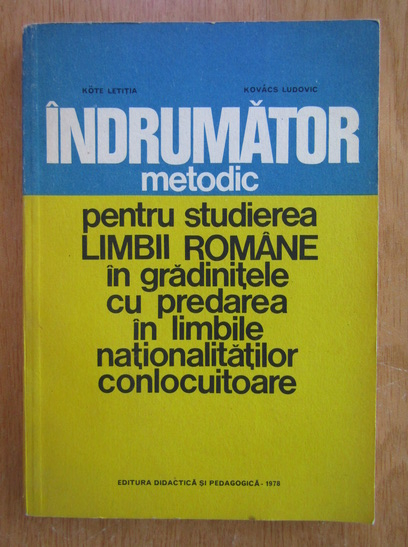 KÖTE LETIȚIA KOVÁCS LUDOVIC
ÎNDRUMĂTOR
metodic
pentru studierea
LIMBII ROMÂNE
în grădinițele
cu predarea
în limbile
naționalităților
conlocuitoare
EDITURA DIDACTICĂ ȘI PEDAGOGICĂ - 1978